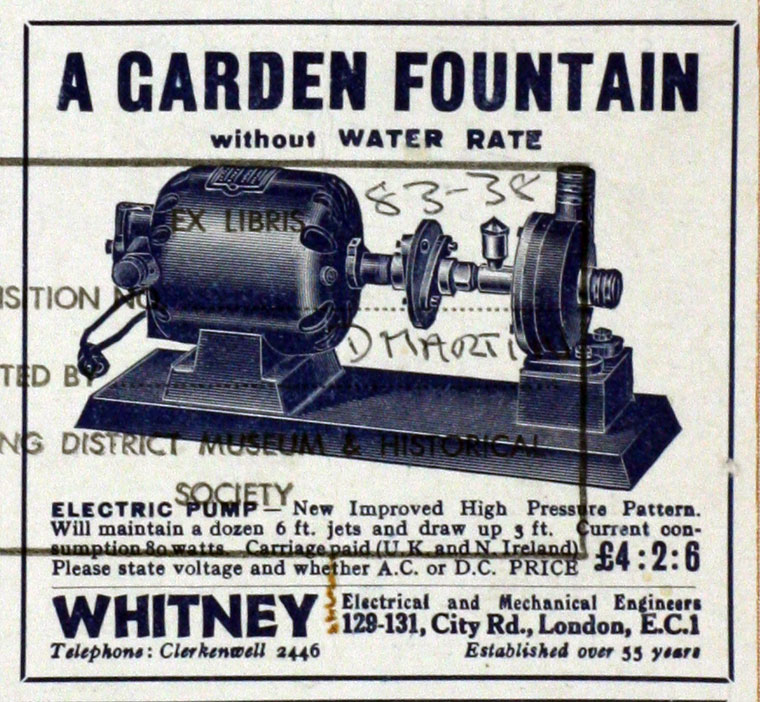 A GARDEN FOUNTAIN
without WATER RATE
83-38
EX LIBRIS
ISITION NO
D MARTIN
TED BY
NG DISTRICT MUSEUM & HISTORICAL
SOCIETY
ELECTRIC PUMP — New Improved High Pressure Pattern.
Will maintain a dozen 6 ft. jets and draw up 3 ft. Current con-
sumption 80 watts. Carriage paid (U.K. and N. Ireland)
Please state voltage and whether A.C. or D.C. PRICE £4:2:6
WHITNEY
Electrical and Mechanical Engineers
129-131, City Rd., London, E.C.1
Telephone: Clerkenwell 2446
Established over 55 years